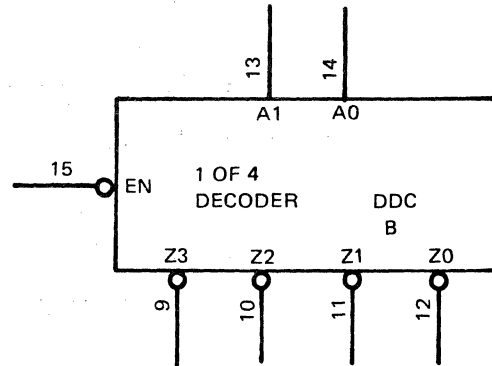 13 14
A1 A0
15
EN
1 OF 4
DECODER
DDC
B
Z3 Z2 Z1 Z0
9 10 11 12